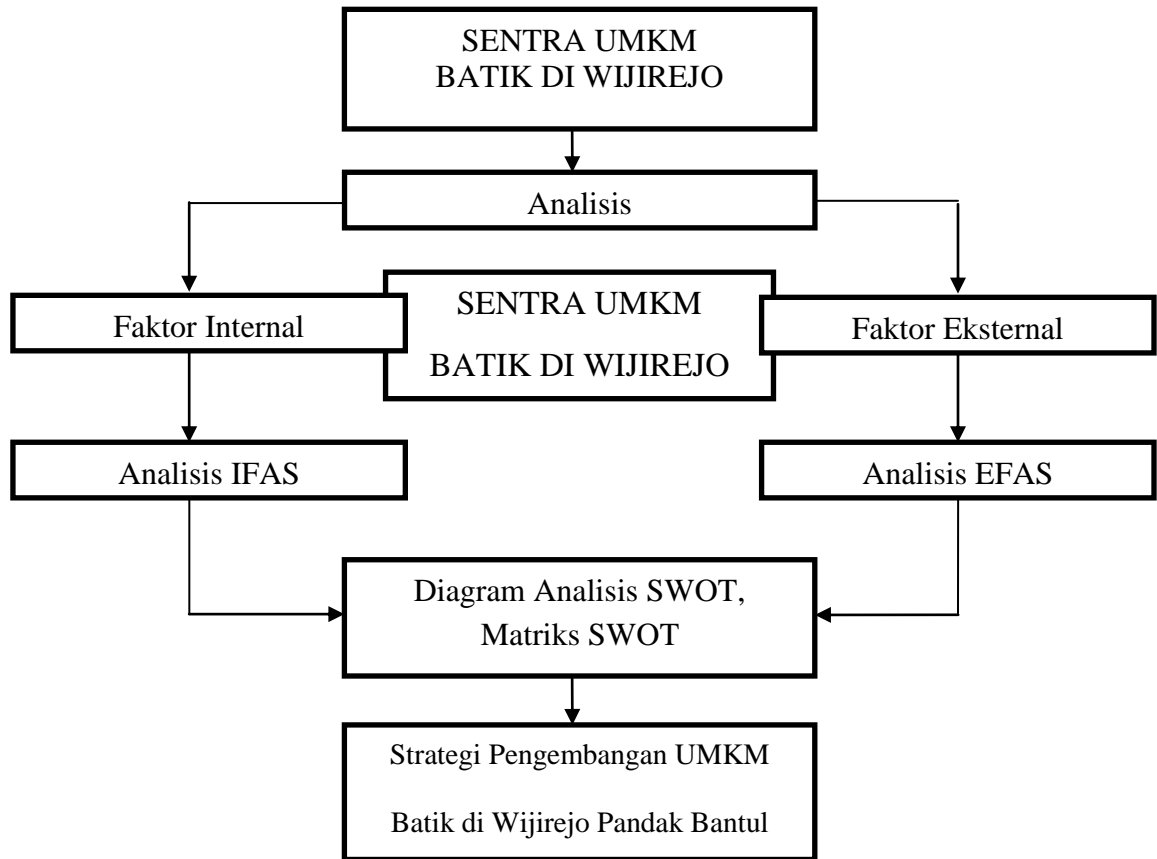 SENTRA UMKM
BATIK DI WIJIREJO
Analisis
Faktor Internal
SENTRA UMKM
BATIK DI WIJIREJO
Faktor Eksternal
Analisis IFAS
Analisis EFAS
Diagram Analisis SWOT,
Matriks SWOT
Strategi Pengembangan UMKM
Batik di Wijirejo Pandak Bantul